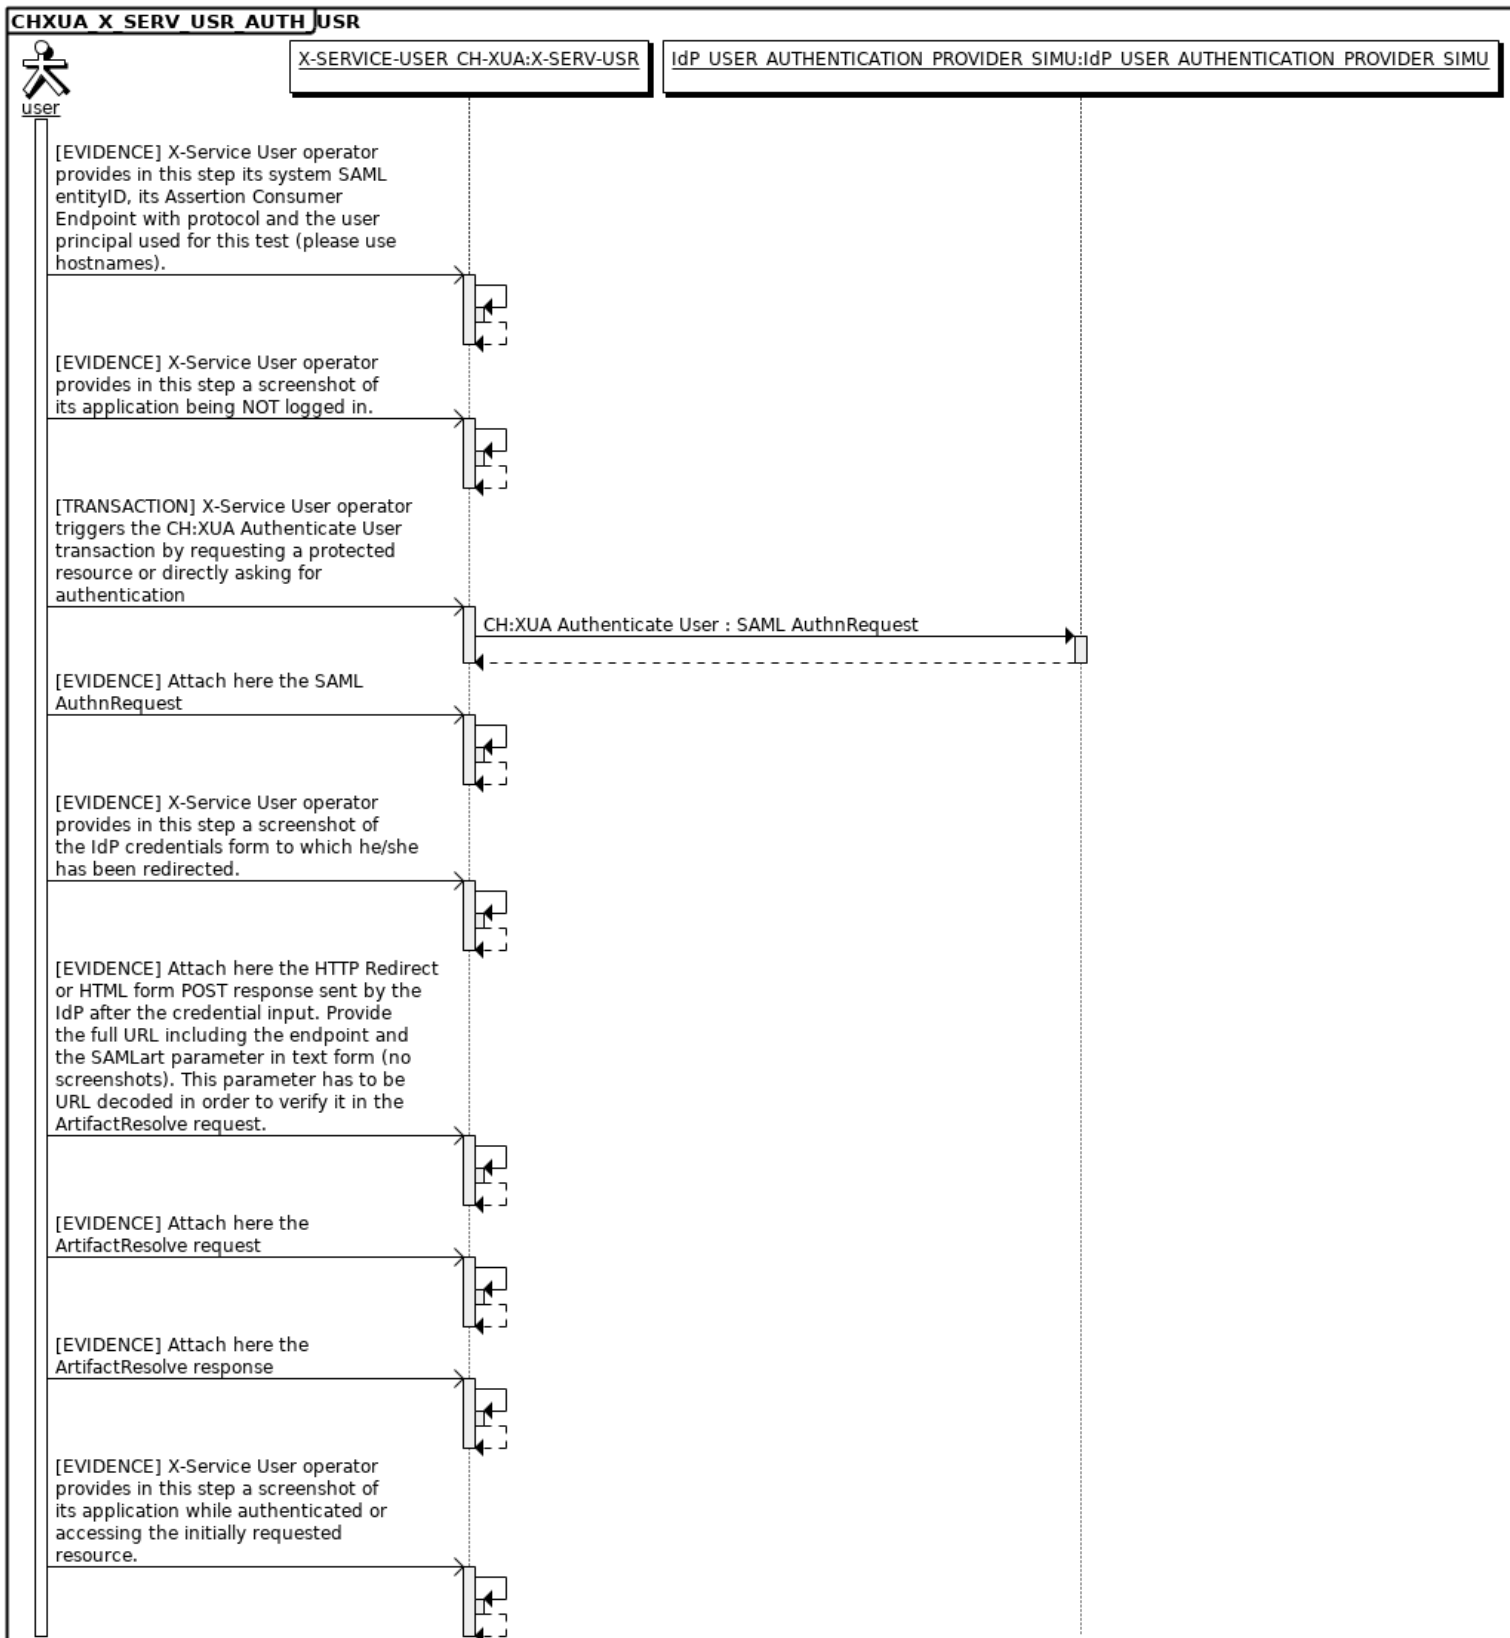 CHXUA_X_SERV_USR_AUTH_USR
user
X-SERVICE-USER_CH-XUA:X-SERV-USR
IdP_USER_AUTHENTICATION_PROVIDER_SIMU:IdP_USER_AUTHENTICATION_PROVIDER_SIMU
[EVIDENCE] X-Service User operator
provides in this step its system SAML
entityID, its Assertion Consumer
Endpoint with protocol and the user
principal used for this test (please use
hostnames).
[EVIDENCE] X-Service User operator
provides in this step a screenshot of
its application being NOT logged in.
[TRANSACTION] X-Service User operator
triggers the CH:XUA Authenticate User
transaction by requesting a protected
resource or directly asking for
authentication
CH:XUA Authenticate User : SAML AuthnRequest
[EVIDENCE] Attach here the SAML
AuthnRequest
[EVIDENCE] X-Service User operator
provides in this step a screenshot of
the IdP credentials form to which he/she
has been redirected.
[EVIDENCE] Attach here the HTTP Redirect
or HTML form POST response sent by the
IdP after the credential input. Provide
the full URL including the endpoint and
the SAMLart parameter in text form (no
screenshots). This parameter has to be
URL decoded in order to verify it in the
ArtifactResolve request.
[EVIDENCE] Attach here the
ArtifactResolve request
[EVIDENCE] Attach here the
ArtifactResolve response
[EVIDENCE] X-Service User operator
provides in this step a screenshot of
its application while authenticated or
accessing the initially requested
resource.